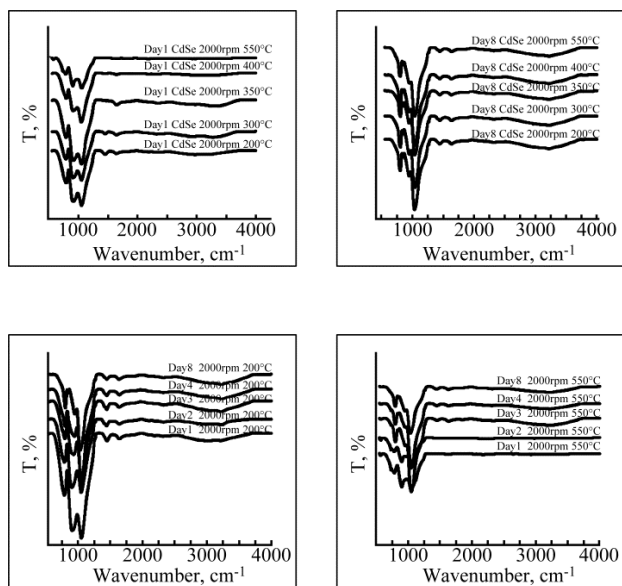 Day1 CdSe 2000rpm 550°C
Day1 CdSe 2000rpm 400°C
Day1 CdSe 2000rpm 350°C
Day1 CdSe 2000rpm 300°C
Day1 CdSe 2000rpm 200°C
T, %
1000 2000 3000 4000
Wavenumber, cm⁻¹
Day8 CdSe 2000rpm 550°C
Day8 CdSe 2000rpm 400°C
Day8 CdSe 2000rpm 350°C
Day8 CdSe 2000rpm 300°C
Day8 CdSe 2000rpm 200°C
T, %
1000 2000 3000 4000
Wavenumber, cm⁻¹
Day8 2000rpm 200°C
Day4 2000rpm 200°C
Day3 2000rpm 200°C
Day2 2000rpm 200°C
Day1 2000rpm 200°C
T, %
1000 2000 3000 4000
Wavenumber, cm⁻¹
Day8 2000rpm 550°C
Day4 2000rpm 550°C
Day3 2000rpm 550°C
Day2 2000rpm 550°C
Day1 2000rpm 550°C
T, %
1000 2000 3000 4000
Wavenumber, cm⁻¹